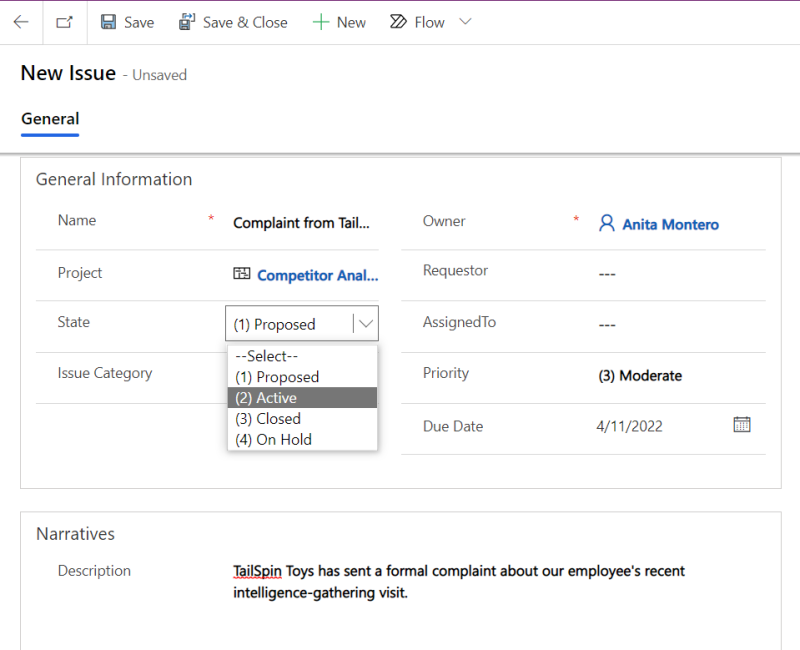 Save
Save & Close
New
Flow
New Issue - Unsaved
General
General Information
Name * Complaint from Tail...
Owner * Anita Montero
Project Competitor Anal...
Requestor ---
State (1) Proposed
AssignedTo ---
--Select--
(1) Proposed
(2) Active
(3) Closed
(4) On Hold
Issue Category
Priority (3) Moderate
Due Date 4/11/2022
Narratives
Description TailSpin Toys has sent a formal complaint about our employee's recent
intelligence-gathering visit.